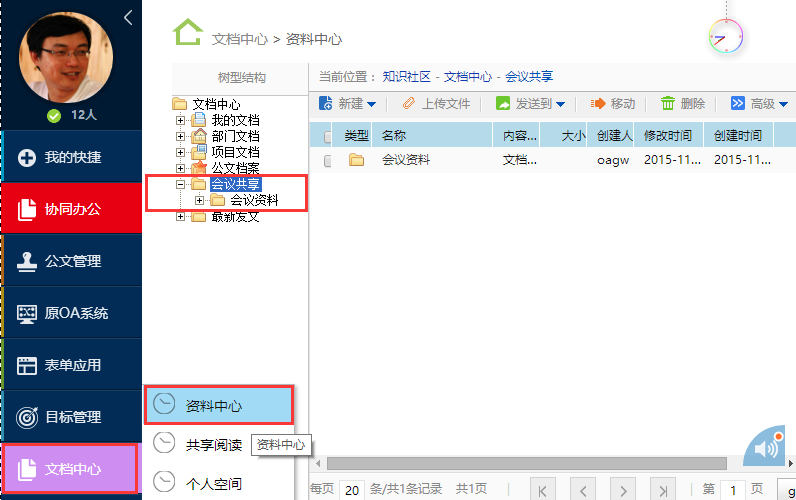 12人
我的快捷
协同办公
公文管理
原OA系统
表单应用
目标管理
文档中心
文档中心 > 资料中心
树型结构
文档中心
我的文档
部门文档
项目文档
公文档案
会议共享
会议资料
最新发文
资料中心
共享阅读
资料中心
个人空间
当前位置： 知识社区 - 文档中心 - 会议共享
新建 上传文件 发送到 移动 删除 高级
类型 名称 内容... 大小 创建人 修改时间 创建时间
会议资料 文档... oagw 2015-11... 2015-11...
每页 20 条/共1条记录 共1页 第 1 页 g